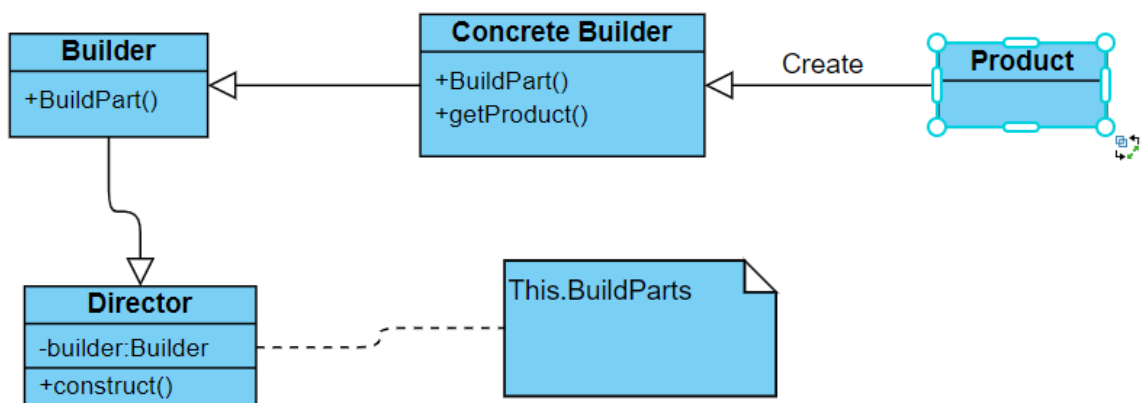 Builder
+BuildPart()
Concrete Builder
+BuildPart()
+getProduct()
Create
Product
Director
-builder:Builder
+construct()
This.BuildParts